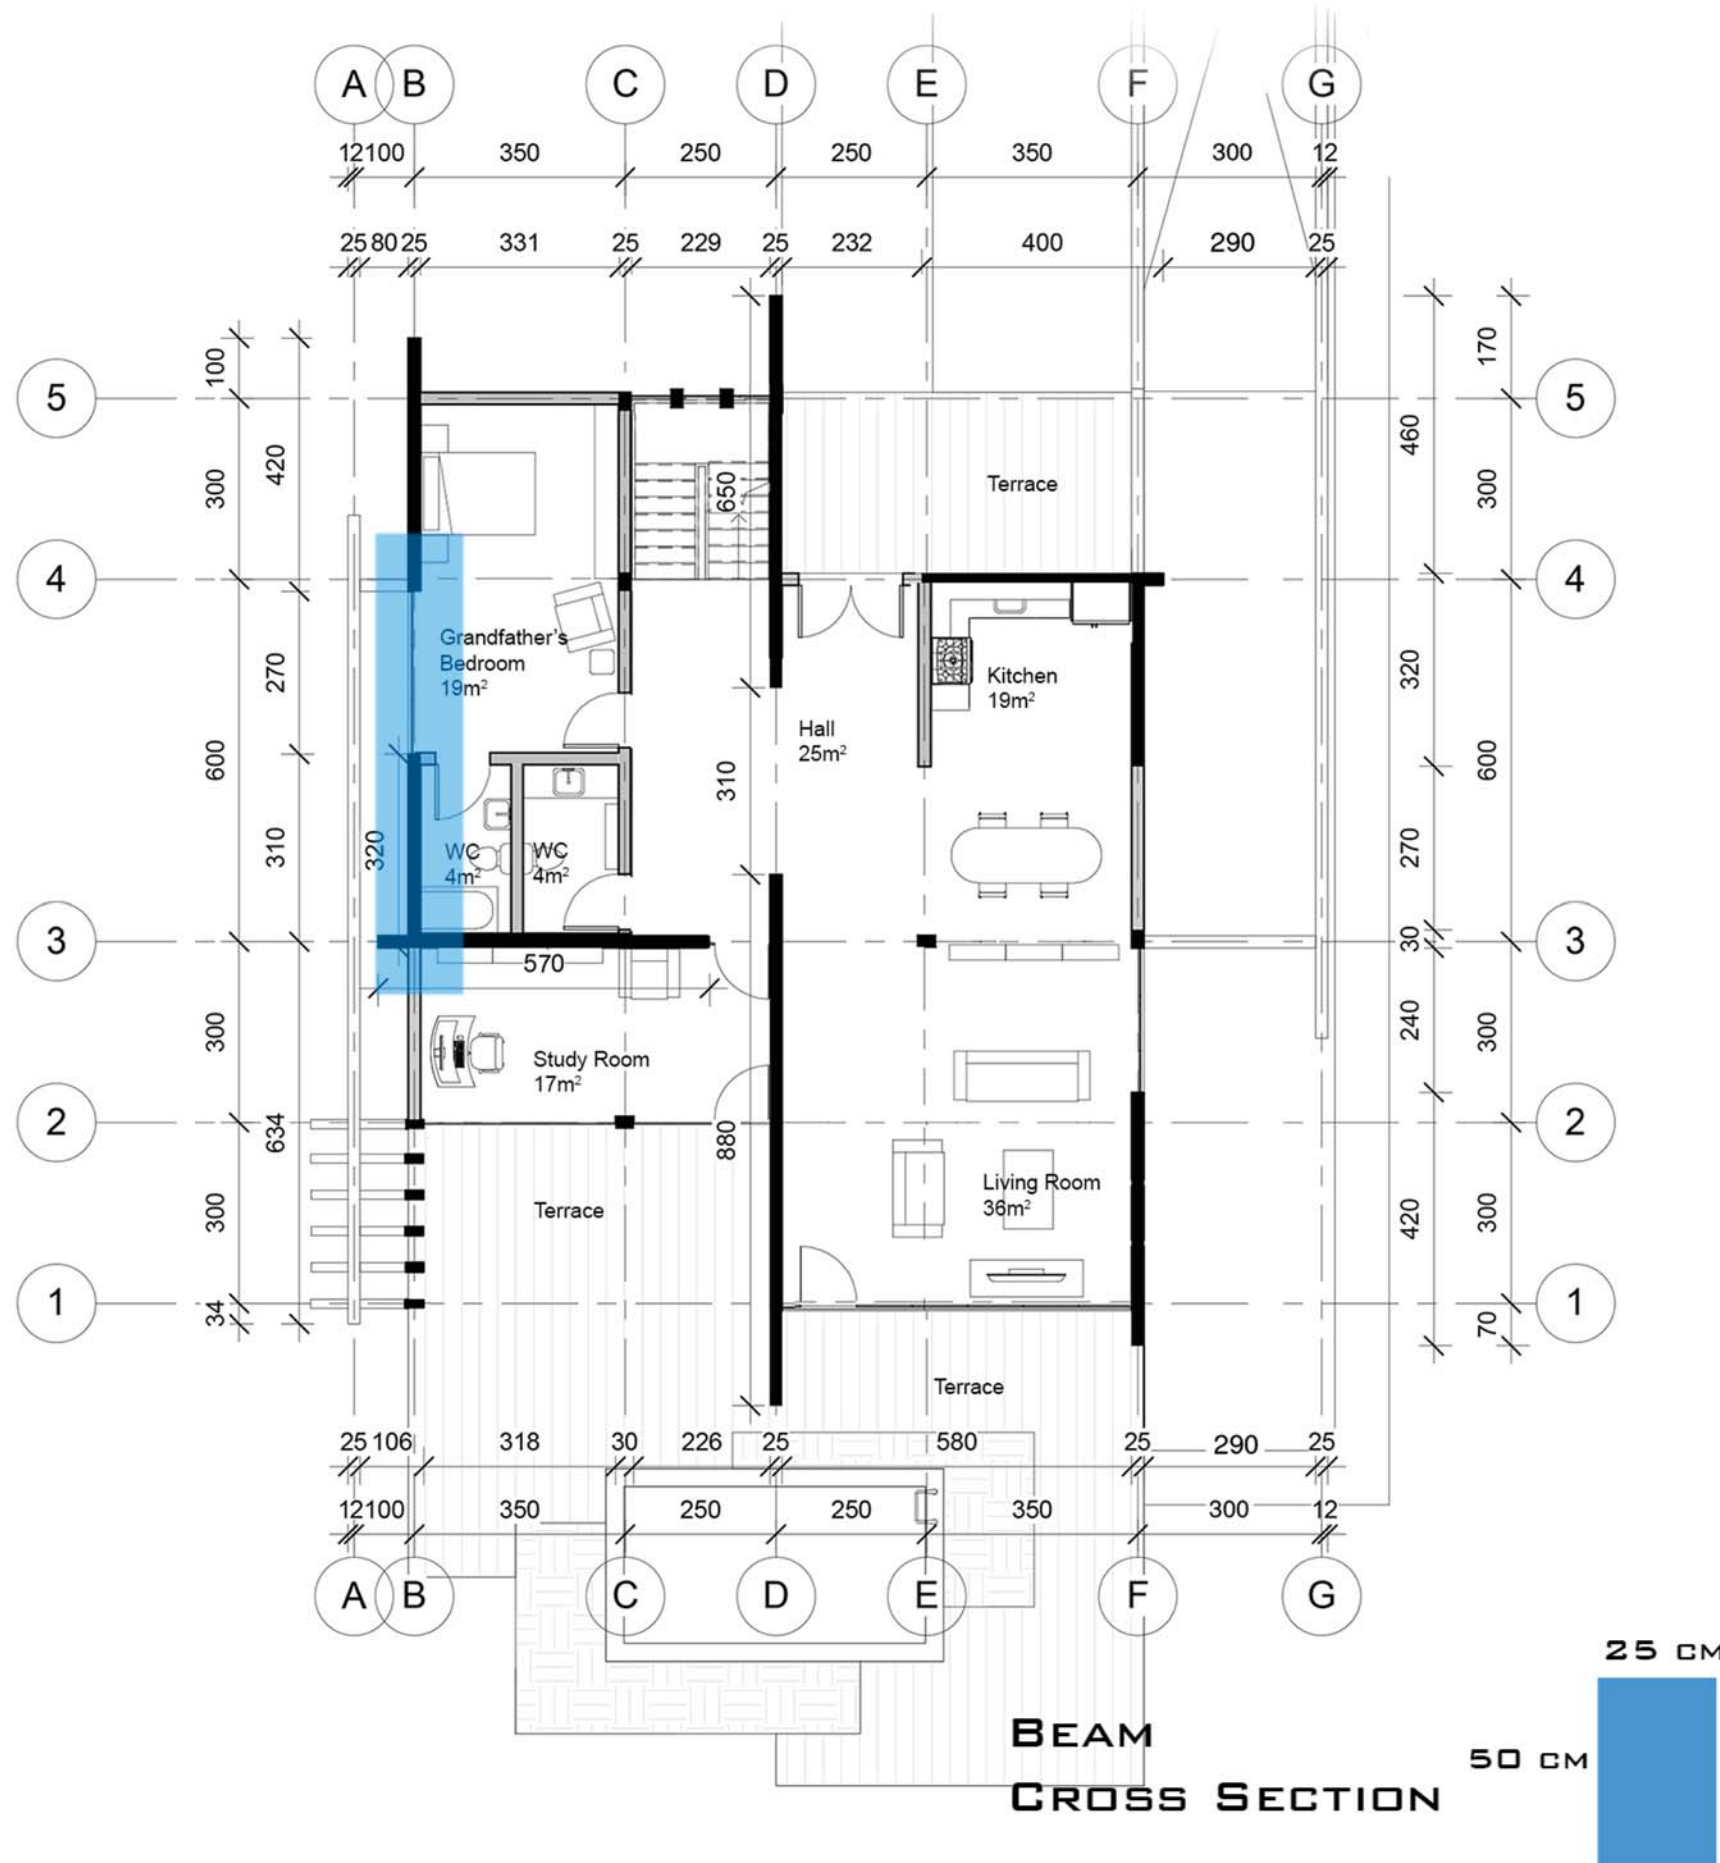 A B C D E F G
12 100 350 250 250 350 300 12
25 80 25 331 25 229 25 232 400 290 25
100
170
5
5
420
460
300
300
650
Terrace
4
4
Grandfather's
Bedroom
19m²
270
320
Kitchen
19m²
Hall
25m²
600
600
310
310
320
WC
4m²
WC
4m²
270
3
30
3
570
300
240
300
Study Room
17m²
2
634
880
2
Living Room
36m²
Terrace
300
420
300
1
34
70
1
Terrace
25 106 318 30 226 25 580 25 290 25
12 100 350 250 250 350 300 12
A B C D E F G
25 CM
BEAM
50 CM
CROSS SECTION